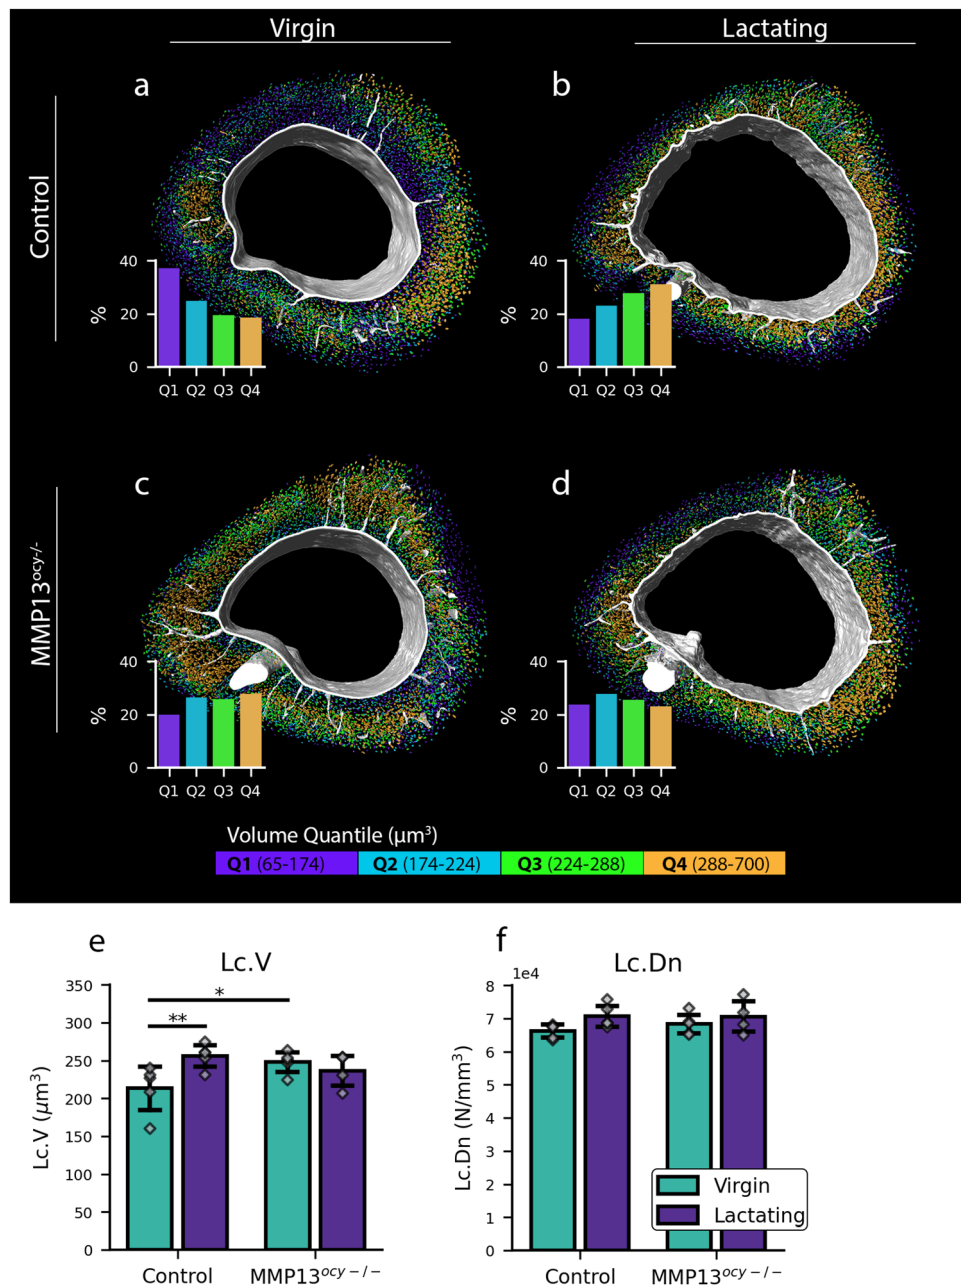 Virgin
Lactating
a
b
Control
40
20
0
%
Q1 Q2 Q3 Q4
40
20
0
%
Q1 Q2 Q3 Q4
c
d
MMP13ocy-/-
40
20
0
%
Q1 Q2 Q3 Q4
40
20
0
%
Q1 Q2 Q3 Q4
Volume Quantile (µm³)
Q1 (65-174) Q2 (174-224) Q3 (224-288) Q4 (288-700)
e
Lc.V
350
300
250
200
150
100
50
0
Lc.V (µm³)
*
**
Control MMP13ocy−/−
f
Lc.Dn
1e4
8
7
6
5
4
3
2
1
0
Lc.Dn (N/mm³)
Virgin
Lactating
Control MMP13ocy−/−